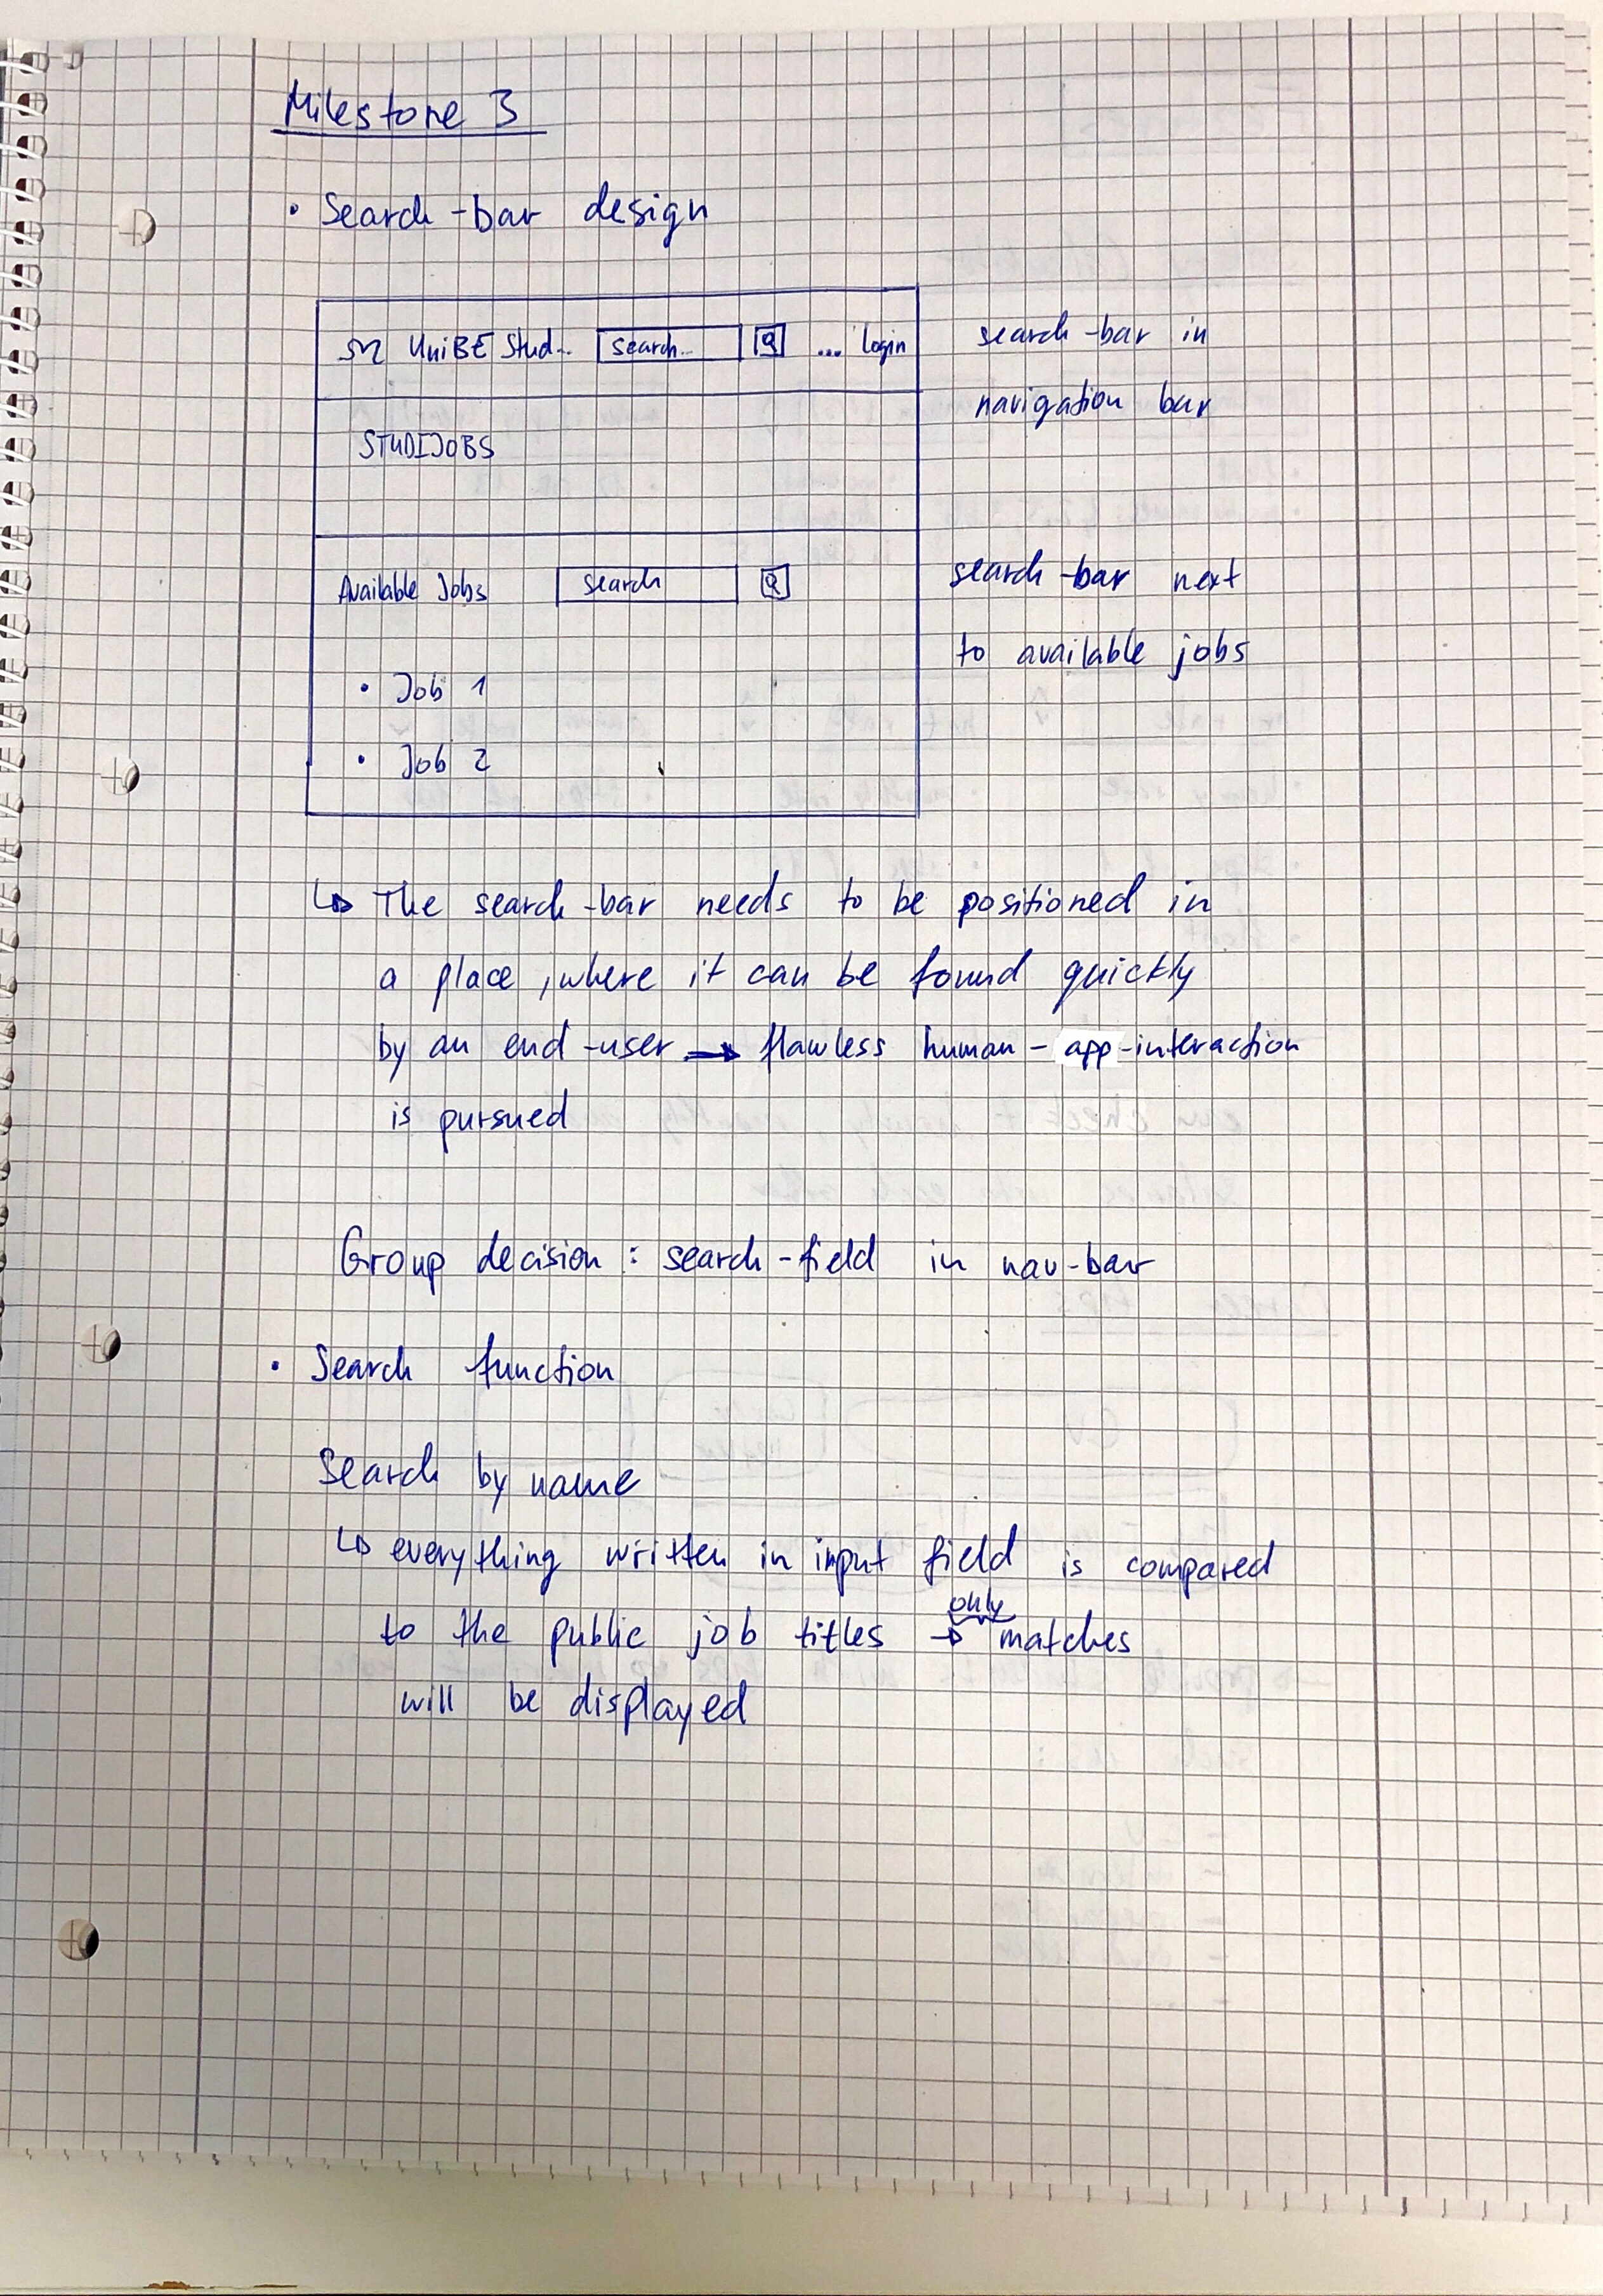 Milestone 3
• Search-bar design
UniBE Stud... search... ... login
search-bar in
navigation bar
STUDIJOBS
Available Jobs search
search-bar next
to available jobs
• Job 1
• Job 2
↳ The search-bar needs to be positioned in
a place, where it can be found quickly
by an end-user → flawless human-app-interaction
is pursued
Group decision: search-field in nav-bar
• Search function
Search by name
↳ everything written in input field is compared
to the public job titles → only matches
will be displayed